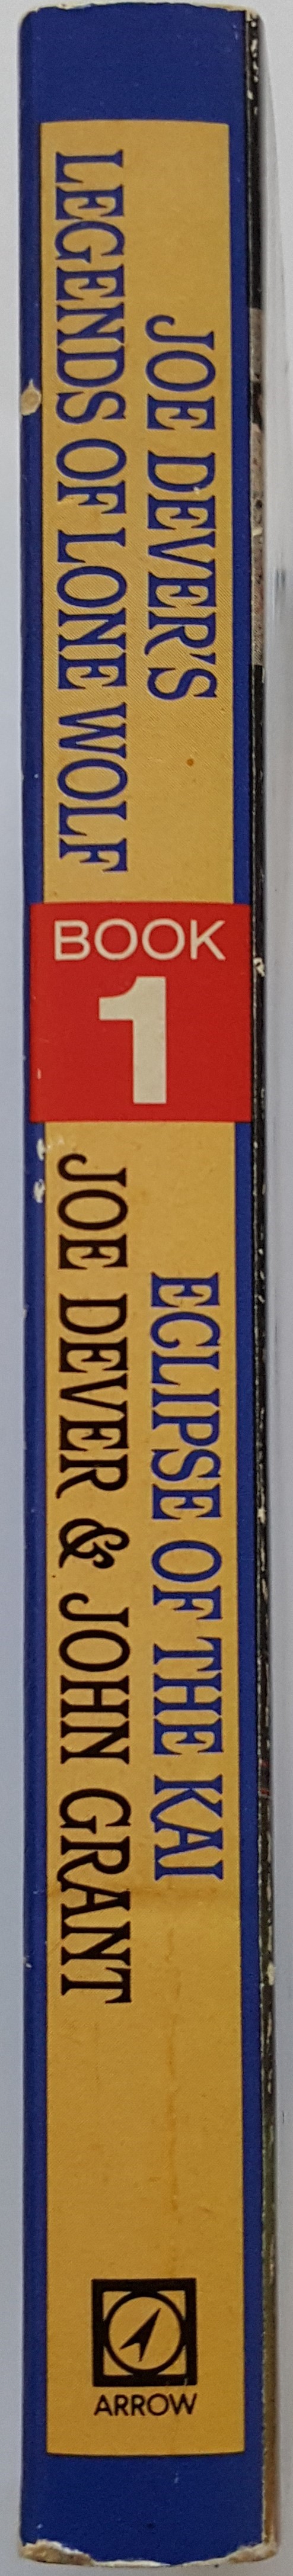 JOE DEVER'S
LEGENDS OF LONE WOLF
BOOK
1
ECLIPSE OF THE KAI
JOE DEVER & JOHN GRANT
ARROW